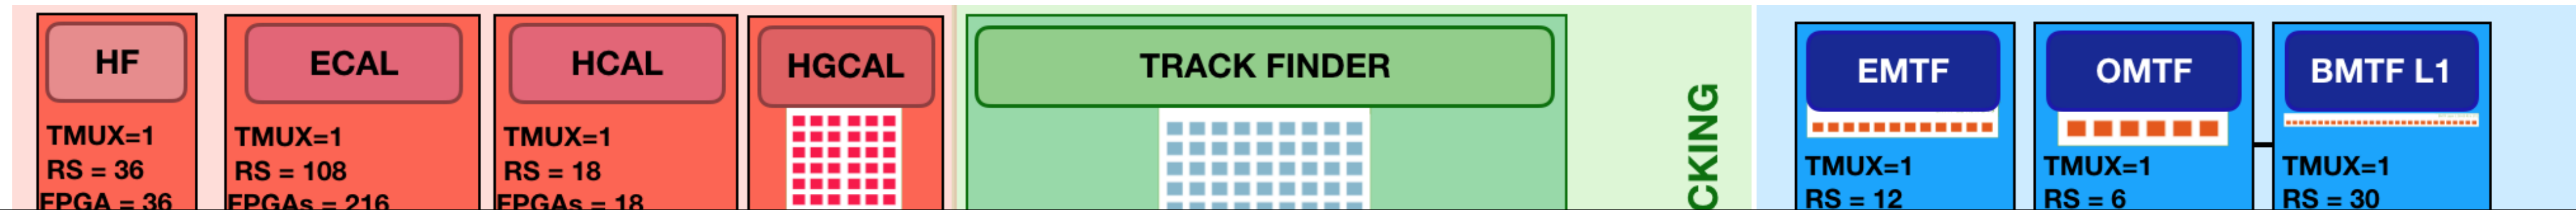 HF
TMUX=1
RS = 36
FPGA = 36
ECAL
TMUX=1
RS = 108
FPGAs = 216
HCAL
TMUX=1
RS = 18
FPGAs = 18
HGCAL
TRACK FINDER
CKING
EMTF
TMUX=1
RS = 12
OMTF
TMUX=1
RS = 6
BMTF L1
TMUX=1
RS = 30